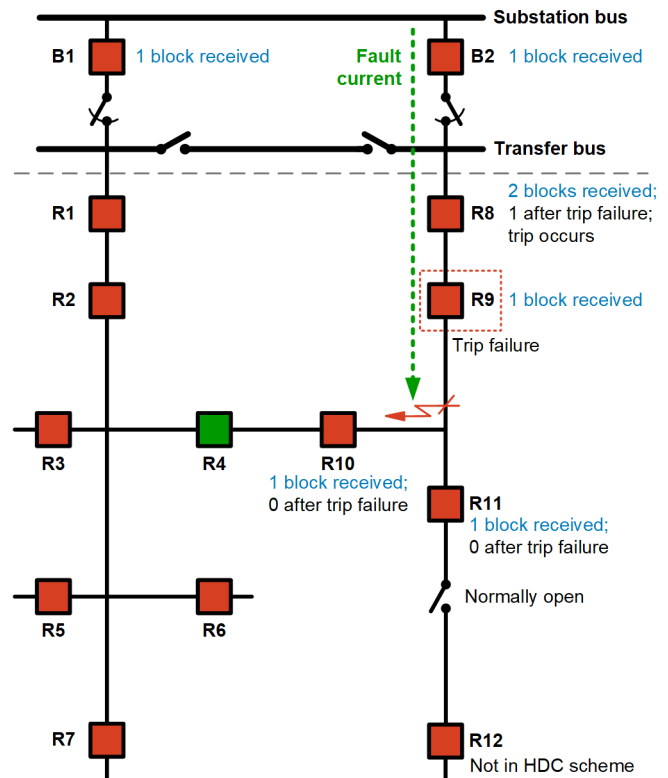 Substation bus
B1
1 block received
Fault
current
B2
1 block received
Transfer bus
R1
R8
2 blocks received;
1 after trip failure;
trip occurs
R2
R9
1 block received
Trip failure
R3
R4
R10
1 block received;
0 after trip failure
R11
1 block received;
0 after trip failure
Normally open
R5
R6
R7
R12
Not in HDC scheme